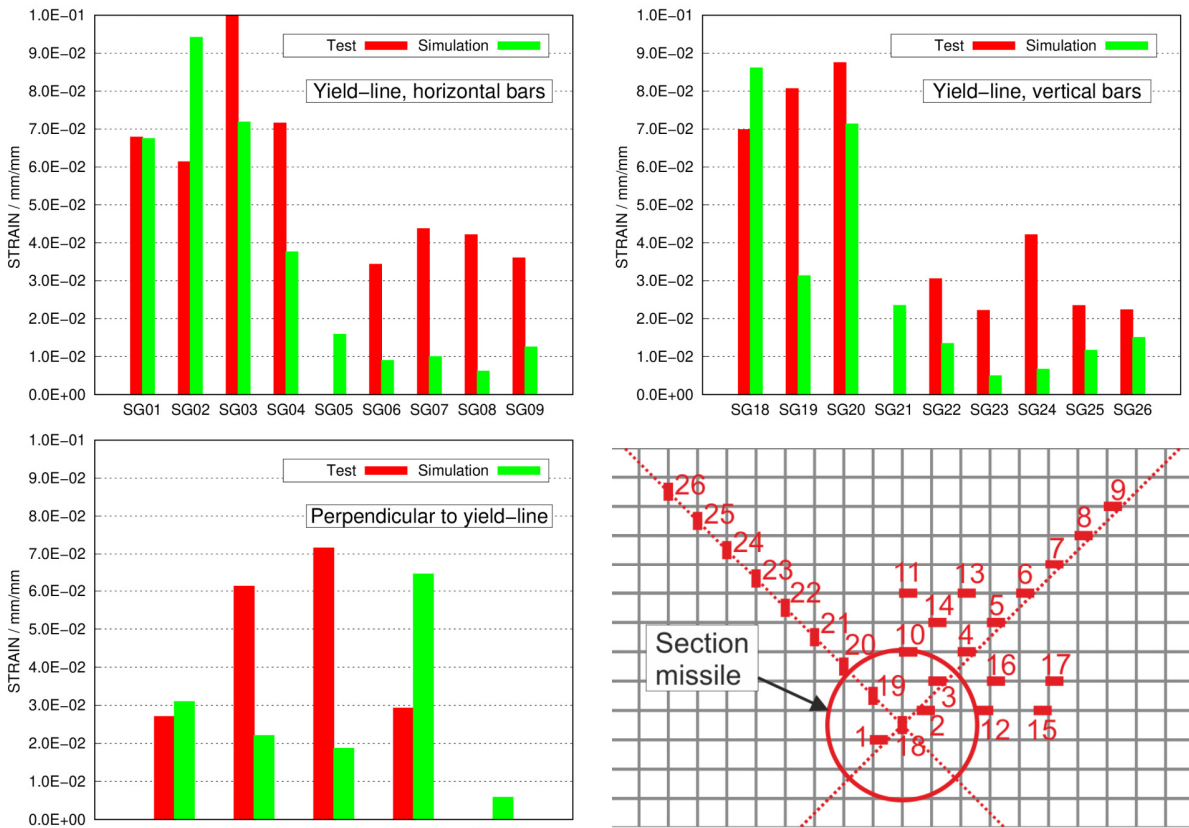 1.0E-01
9.0E-02
8.0E-02
7.0E-02
6.0E-02
5.0E-02
4.0E-02
3.0E-02
2.0E-02
1.0E-02
0.0E+00
STRAIN / mm/mm
Test Simulation
Yield-line, horizontal bars
SG01 SG02 SG03 SG04 SG05 SG06 SG07 SG08 SG09
1.0E-01
9.0E-02
8.0E-02
7.0E-02
6.0E-02
5.0E-02
4.0E-02
3.0E-02
2.0E-02
1.0E-02
0.0E+00
STRAIN / mm/mm
Test Simulation
Yield-line, vertical bars
SG18 SG19 SG20 SG21 SG22 SG23 SG24 SG25 SG26
1.0E-01
9.0E-02
8.0E-02
7.0E-02
6.0E-02
5.0E-02
4.0E-02
3.0E-02
2.0E-02
1.0E-02
0.0E+00
STRAIN / mm/mm
Test Simulation
Perpendicular to yield-line
26
9
25
8
24
7
23
11 13 6
22
14 5
21
20 10 4
Section
missile
19
16 17
3
1
18
2
12 15